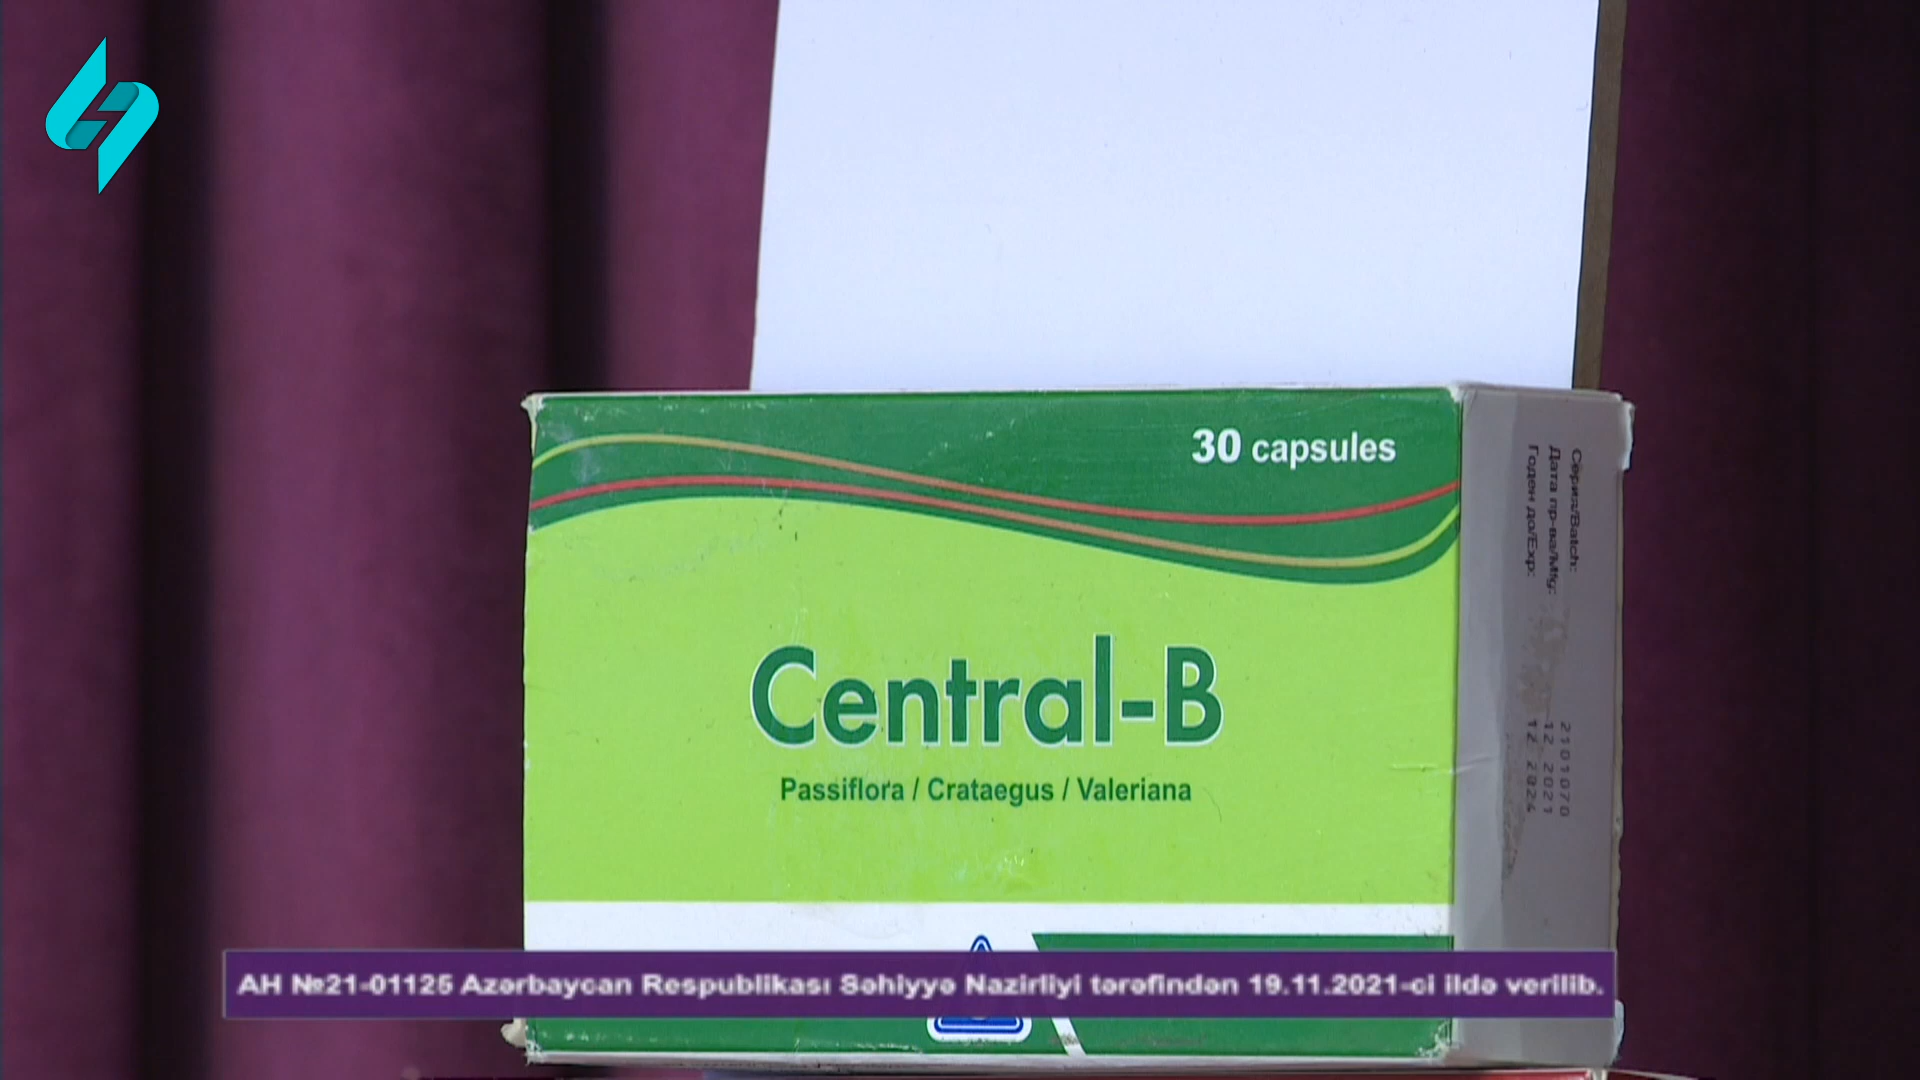 30 capsules
Central-B
Passiflora / Crataegus / Valeriana
Серия/Batch: 2101070
Дата пр-ва/Mfg: 12 2021
Годен до/Exp: 12 2024
AH №21-01125 Azərbaycan Respublikası Səhiyyə Nazirliyi tərəfindən 19.11.2021-ci ildə verilib.